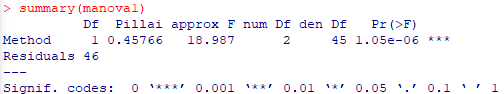 > summary(manova1)
          Df  Pillai approx F num Df den Df   Pr(>F)
Method     1 0.45766   18.987      2     45 1.05e-06 ***
Residuals 46
---
Signif. codes:  0 ‘***’ 0.001 ‘**’ 0.01 ‘*’ 0.05 ‘.’ 0.1 ‘ ’ 1